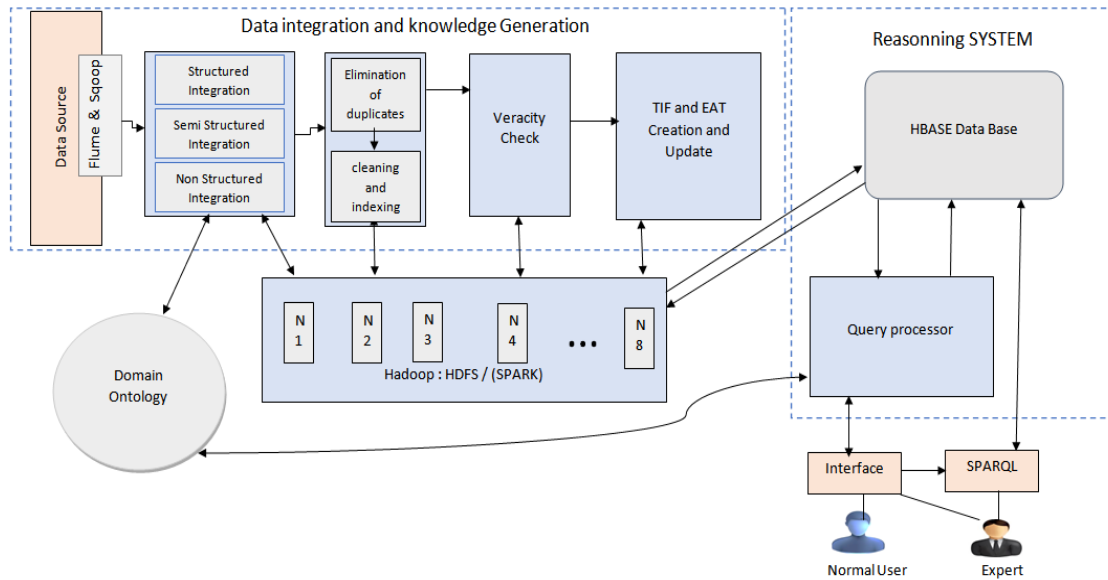 Data integration and knowledge Generation
Reasonning SYSTEM
Data Source
Flume & Sqoop
Structured
Integration
Semi Structured
Integration
Non Structured
Integration
Elimination
of
duplicates
cleaning
and
indexing
Veracity
Check
TIF and EAT
Creation and
Update
HBASE Data Base
N
1
N
2
N
3
N
4
...
N
8
Hadoop : HDFS / (SPARK)
Query processor
Domain
Ontology
Interface
SPARQL
Normal User
Expert